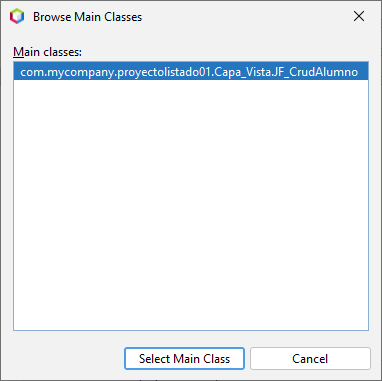 Browse Main Classes
Main classes:
com.mycompany.proyectolistado01.Capa_Vista.JF_CrudAlumno
Select Main Class
Cancel